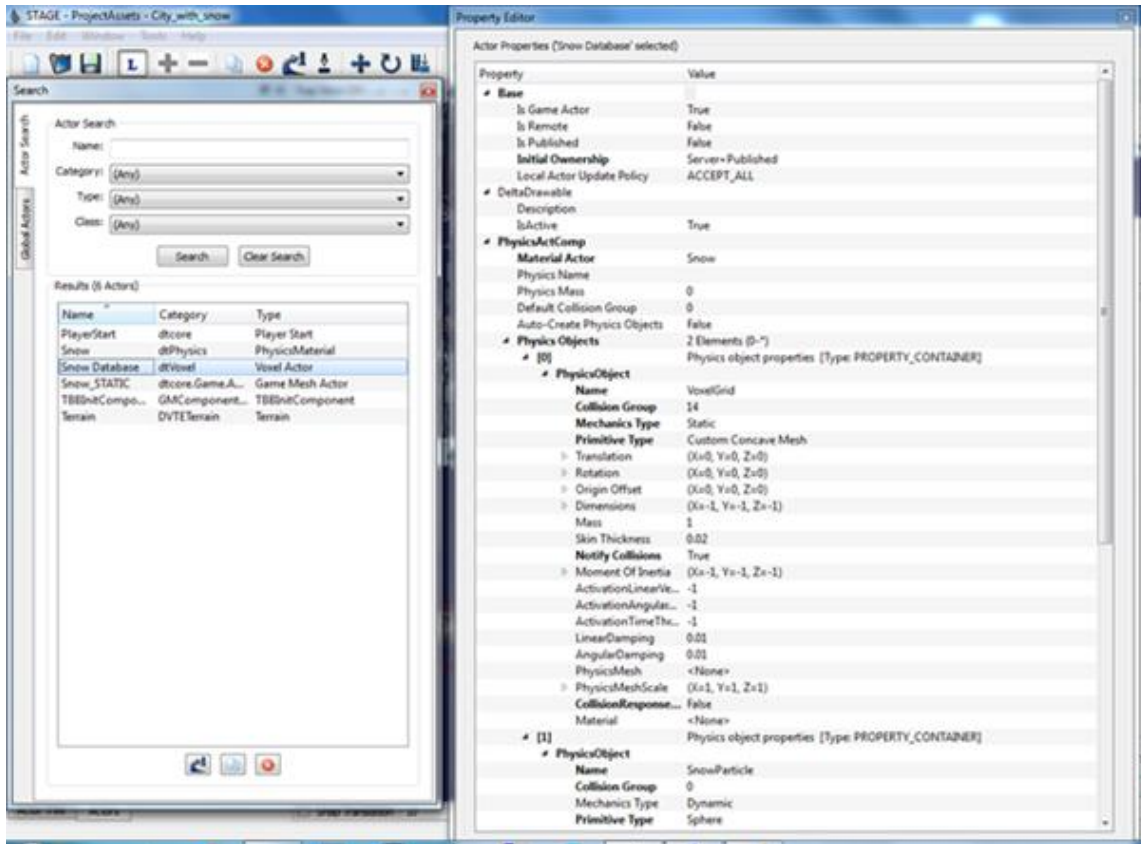 STAGE - ProjectAssets - City_with_snow
File Edit Window Tools Help
L
Search
Actor Search
Global Actors
Actor Search
Name:
Category: (Any)
Type: (Any)
Class: (Any)
Search Clear Search
Results (6 Actors)
Name Category Type
PlayerStart dtcore Player Start
Snow dtPhysics PhysicsMaterial
Snow Database dtVoxel Voxel Actor
Snow_STATIC dtcore.Game.A... Game Mesh Actor
TBBInitCompo... GMComponent... TBBInitComponent
Terrain DVTETerrain Terrain
Property Editor
Actor Properties ('Snow Database' selected)
Property Value
Base
Is Game Actor True
Is Remote False
Is Published False
Initial Ownership Server+Published
Local Actor Update Policy ACCEPT_ALL
DeltaDrawable
Description
IsActive True
PhysicsActComp
Material Actor Snow
Physics Name
Physics Mass 0
Default Collision Group 0
Auto-Create Physics Objects False
Physics Objects 2 Elements (0-*)
[0] Physics object properties [Type: PROPERTY_CONTAINER]
PhysicsObject
Name VoxelGrid
Collision Group 14
Mechanics Type Static
Primitive Type Custom Concave Mesh
Translation (X=0, Y=0, Z=0)
Rotation (X=0, Y=0, Z=0)
Origin Offset (X=0, Y=0, Z=0)
Dimensions (X=-1, Y=-1, Z=-1)
Mass 1
Skin Thickness 0.02
Notify Collisions True
Moment Of Inertia (X=-1, Y=-1, Z=-1)
ActivationLinearVe... -1
ActivationAngular... -1
ActivationTimeThr... -1
LinearDamping 0.01
AngularDamping 0.01
PhysicsMesh <None>
PhysicsMeshScale (X=1, Y=1, Z=1)
CollisionResponse... False
Material <None>
[1] Physics object properties [Type: PROPERTY_CONTAINER]
PhysicsObject
Name SnowParticle
Collision Group 0
Mechanics Type Dynamic
Primitive Type Sphere